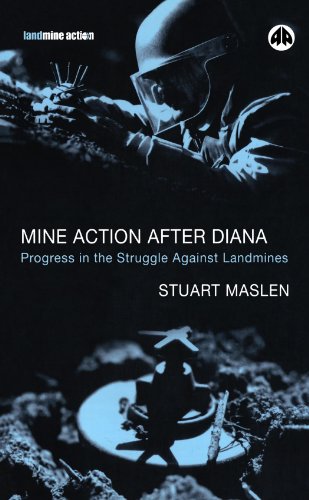 landmine action
MINE ACTION AFTER DIANA
Progress in the Struggle Against Landmines
STUART MASLEN